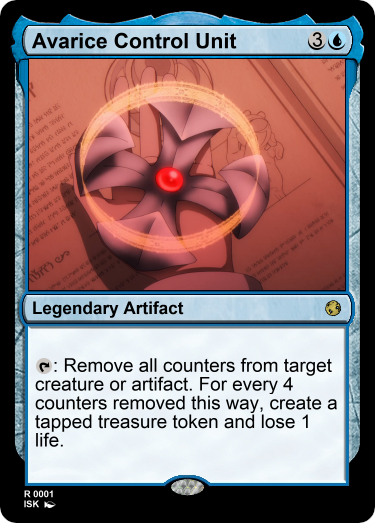 Avarice Control Unit 3
Legendary Artifact
: Remove all counters from target
creature or artifact. For every 4
counters removed this way, create a
tapped treasure token and lose 1
life.
R 0001
ISK